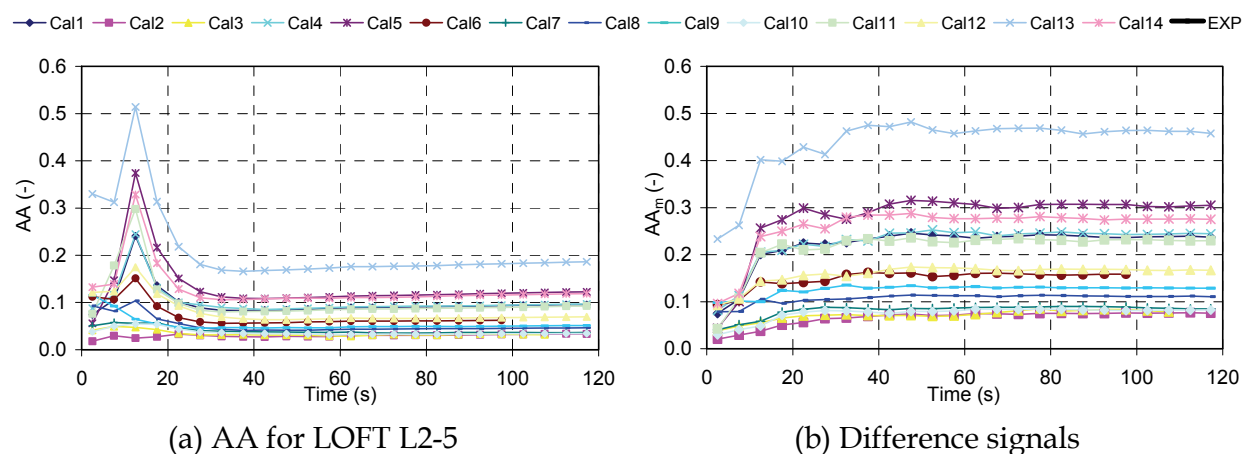 Cal1 Cal2 Cal3 Cal4 Cal5 Cal6 Cal7 Cal8 Cal9 Cal10 Cal11 Cal12 Cal13 Cal14 EXP
0.6
0.5
0.4
0.3
0.2
0.1
0.0
AA (-)
0 20 40 60 80 100 120
Time (s)
(a) AA for LOFT L2-5
0.6
0.5
0.4
0.3
0.2
0.1
0.0
AAm (-)
0 20 40 60 80 100 120
Time (s)
(b) Difference signals